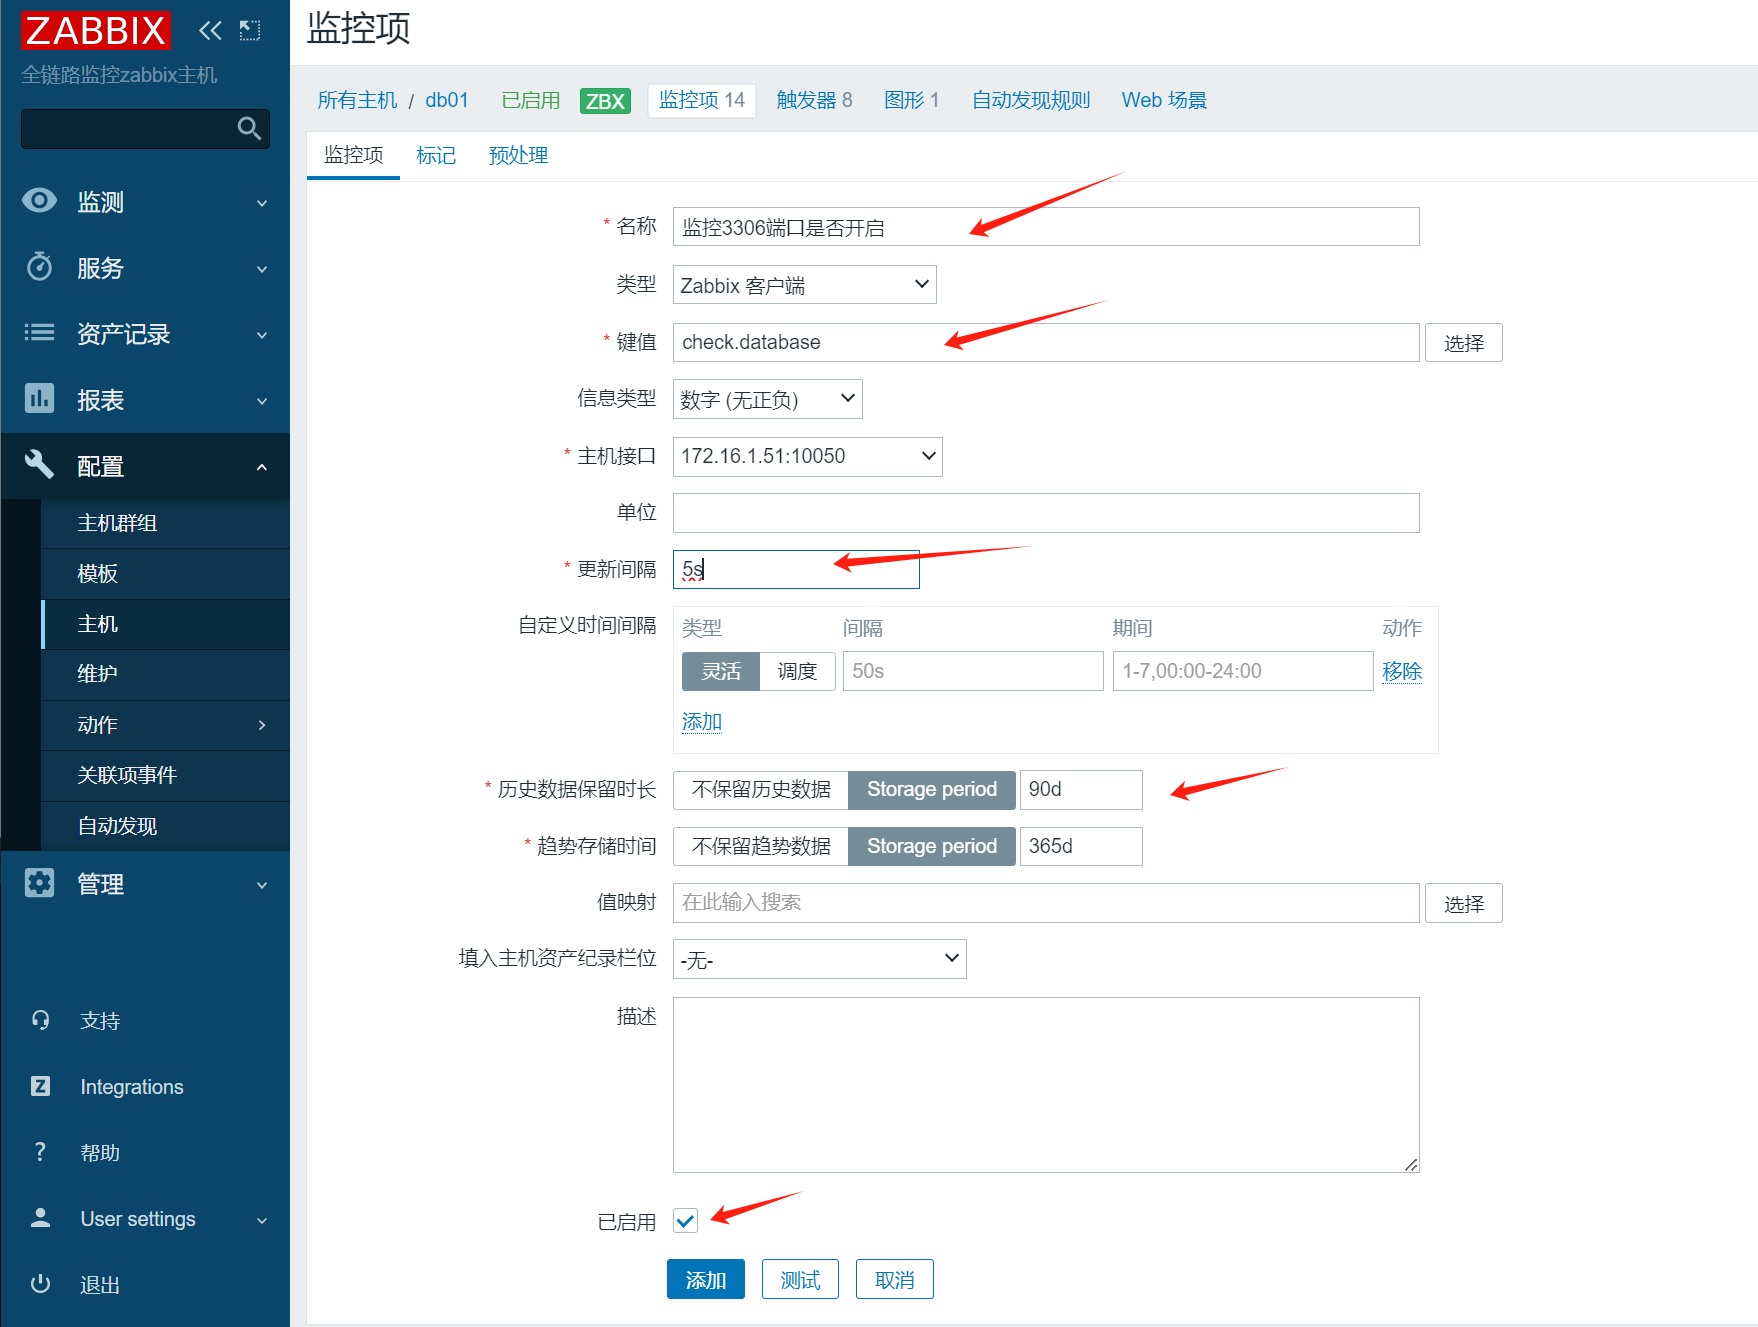 ZABBIX
全链路监控zabbix主机
监测
服务
资产记录
报表
配置
主机群组
模板
主机
维护
动作
关联项事件
自动发现
管理
支持
Integrations
帮助
User settings
退出
监控项
所有主机 / db01 已启用 ZBX 监控项 14 触发器 8 图形 1 自动发现规则 Web 场景
监控项 标记 预处理
* 名称 监控3306端口是否开启
类型 Zabbix 客户端
* 键值 check.database 选择
信息类型 数字 (无正负)
* 主机接口 172.16.1.51:10050
单位
* 更新间隔 5s
自定义时间间隔 类型 间隔 期间 动作
灵活 调度 50s 1-7,00:00-24:00 移除
添加
* 历史数据保留时长 不保留历史数据 Storage period 90d
* 趋势存储时间 不保留趋势数据 Storage period 365d
值映射 在此输入搜索 选择
填入主机资产纪录栏位 -无-
描述
已启用
添加 测试 取消